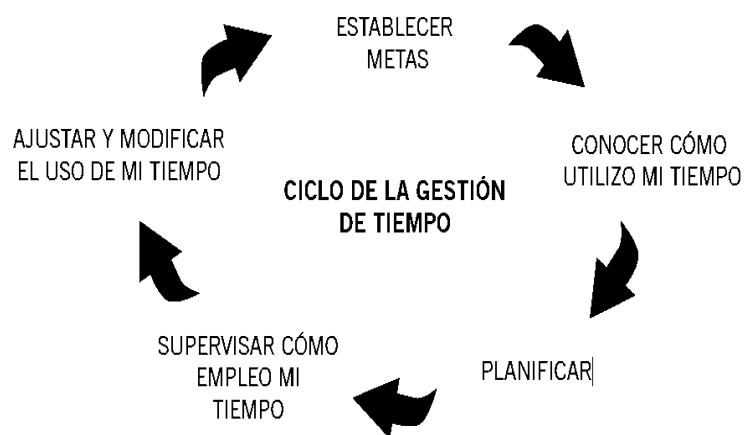 ESTABLECER
METAS
CONOCER CÓMO
UTILIZO MI TIEMPO
PLANIFICAR
SUPERVISAR CÓMO
EMPLEO MI
TIEMPO
AJUSTAR Y MODIFICAR
EL USO DE MI TIEMPO
CICLO DE LA GESTIÓN
DE TIEMPO